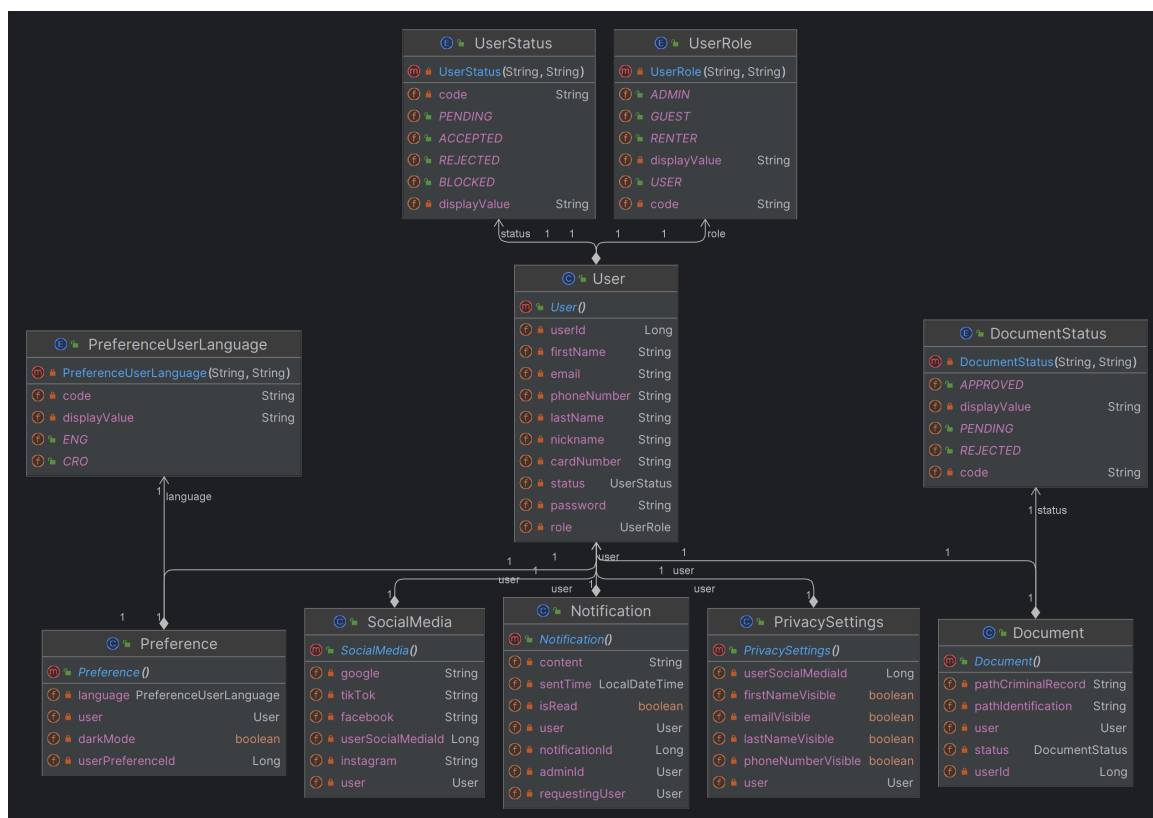 UserStatus
UserStatus(String, String)
code String
PENDING
ACCEPTED
REJECTED
BLOCKED
displayValue String
UserRole
UserRole(String, String)
ADMIN
GUEST
RENTER
displayValue String
USER
code String
status 1 1 1 1 role
User
User()
userId Long
firstName String
email String
phoneNumber String
lastName String
nickname String
cardNumber String
status UserStatus
password String
role UserRole
PreferenceUserLanguage
PreferenceUserLanguage(String, String)
code String
displayValue String
ENG
CRO
DocumentStatus
DocumentStatus(String, String)
APPROVED
displayValue String
PENDING
REJECTED
code String
1 language
1 status
1 1 user 1 1
user 1 1 user
1 user 1 user 1 1
1 1
Preference
Preference()
language PreferenceUserLanguage
user User
darkMode boolean
userPreferenceId Long
SocialMedia
SocialMedia()
google String
tikTok String
facebook String
userSocialMediaId Long
instagram String
user User
Notification
Notification()
content String
sentTime LocalDateTime
isRead boolean
user User
notificationId Long
adminId User
requestingUser User
PrivacySettings
PrivacySettings()
userSocialMediaId Long
firstNameVisible boolean
emailVisible boolean
lastNameVisible boolean
phoneNumberVisible boolean
user User
Document
Document()
pathCriminalRecord String
pathIdentification String
user User
status DocumentStatus
userId Long